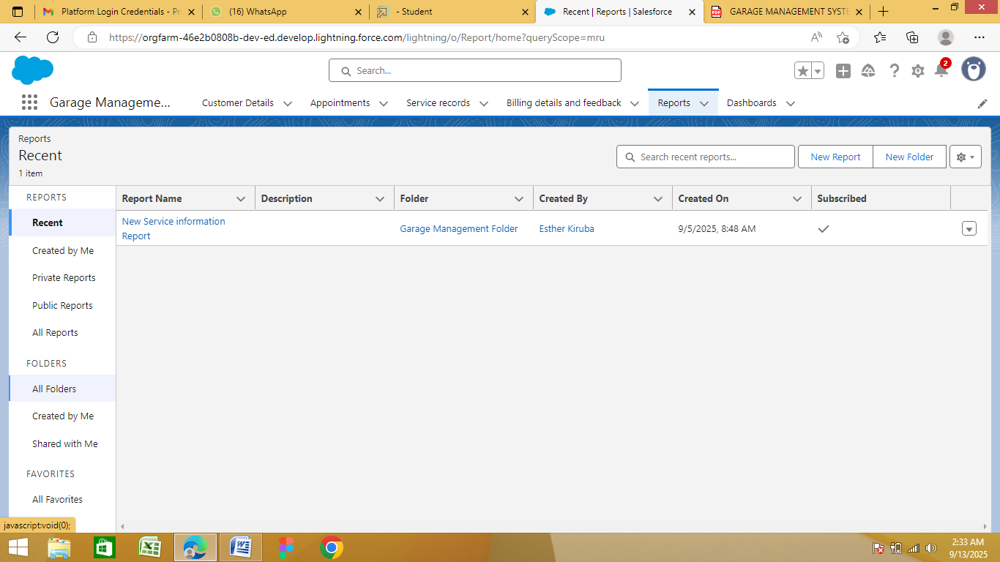 Platform Login Credentials - Pr
(16) WhatsApp
- Student
Recent | Reports | Salesforce
PDF
GARAGE MANAGEMENT SYSTE
https://orgfarm-46e2b0808b-dev-ed.develop.lightning.force.com/lightning/o/Report/home?queryScope=mru
Search...
2
Garage Manageme...
Customer Details
Appointments
Service records
Billing details and feedback
Reports
Dashboards
Reports
Recent
1 item
Search recent reports...
New Report
New Folder
REPORTS
Recent
Created by Me
Private Reports
Public Reports
All Reports
FOLDERS
All Folders
Created by Me
Shared with Me
FAVORITES
All Favorites
Report Name
Description
Folder
Created By
Created On
Subscribed
New Service information
Report
Garage Management Folder
Esther Kiruba
9/5/2025, 8:48 AM
javascript:void(0);
2:33 AM
9/13/2025